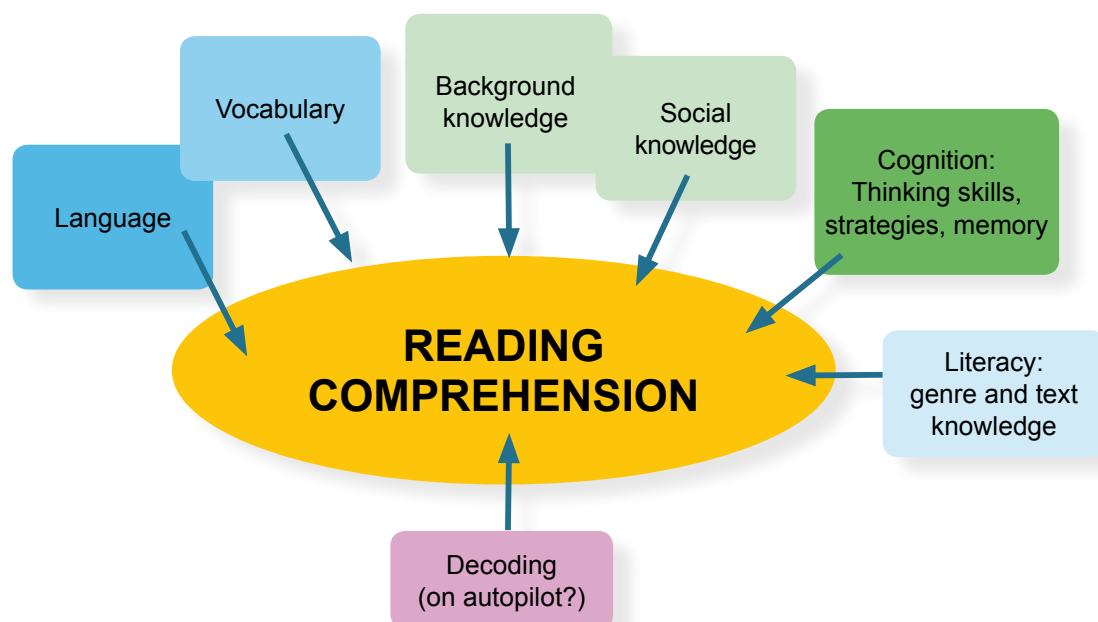 Language
Vocabulary
Background
knowledge
Social
knowledge
Cognition:
Thinking skills,
strategies, memory
Literacy:
genre and text
knowledge
READING
COMPREHENSION
Decoding
(on autopilot?)